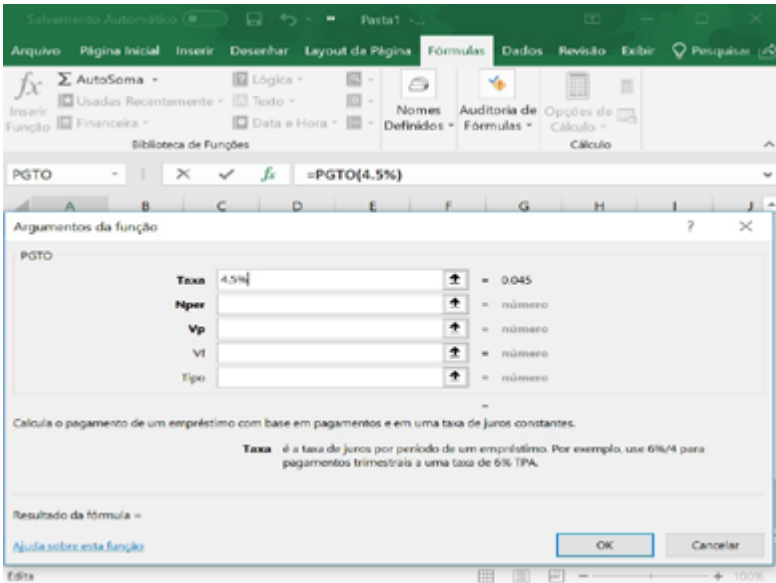 Salvamento Automático Pasta1 -...
Arquivo Página Inicial Inserir Desenhar Layout da Página Fórmulas Dados Revisão Exibir Pesquisar
fx ∑ AutoSoma Lógica
Inserir Função Usadas Recentemente Texto
Financeira Data e Hora
Nomes Definidos Auditoria de Fórmulas Opções de Cálculo
Biblioteca de Funções Cálculo
PGTO fx =PGTO(4.5%)
A B C D E F G H I J
Argumentos da função ? ×
PGTO
Taxa 4.5% = 0.045
Nper = número
Vp = número
Vf = número
Tipo = número
=
Calcula o pagamento de um empréstimo com base em pagamentos e em uma taxa de juros constantes.
Taxa é a taxa de juros por período de um empréstimo. Por exemplo, use 6%/4 para
pagamentos trimestrais a uma taxa de 6% TPA.
Resultado da fórmula =
Ajuda sobre esta função OK Cancelar
Edita 100%